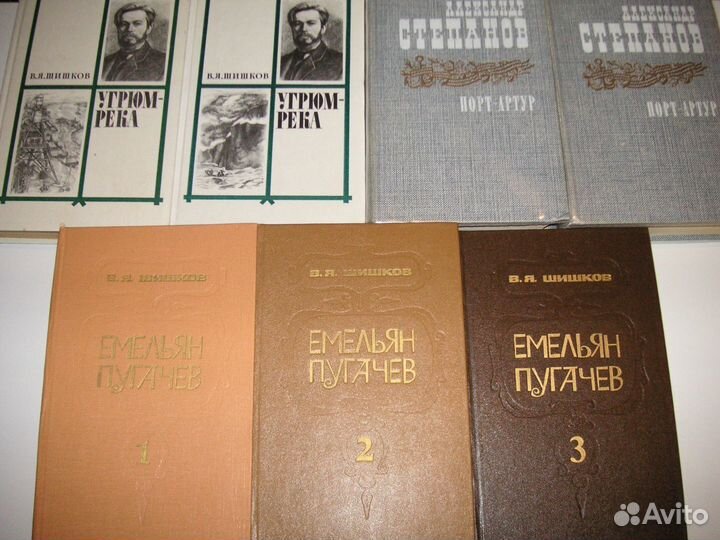 В.Я.ШИШКОВ
УГРЮМ-
РЕКА
В.Я.ШИШКОВ
УГРЮМ-
РЕКА
АЛЕКСАНДР
СТЕПАНОВ
ПОРТ-АРТУР
АЛЕКСАНДР
СТЕПАНОВ
ПОРТ-АРТУР
В.Я. ШИШКОВ
ЕМЕЛЬЯН
ПУГАЧЕВ
1
В.Я. ШИШКОВ
ЕМЕЛЬЯН
ПУГАЧЕВ
2
В.Я. ШИШКОВ
ЕМЕЛЬЯН
ПУГАЧЕВ
3
Avito